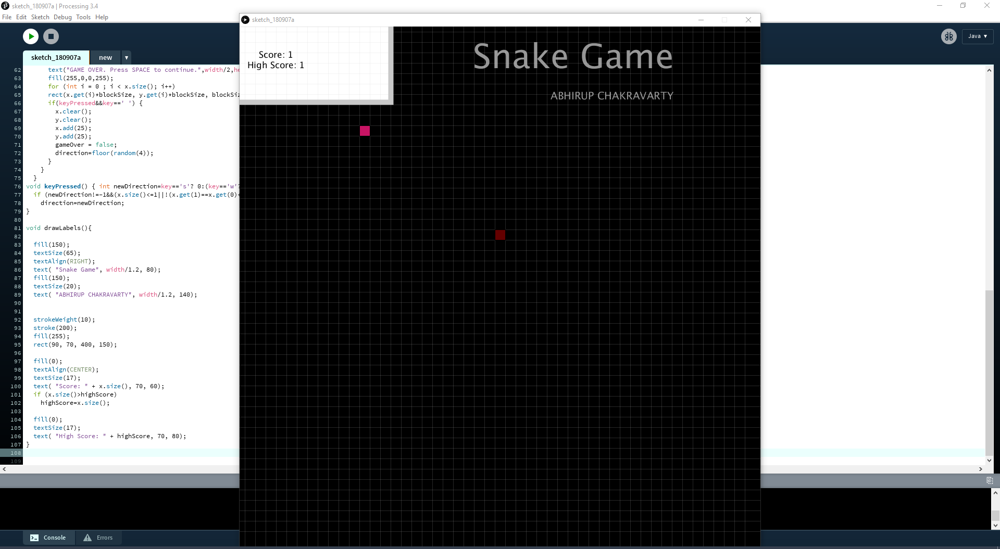 sketch_180907a | Processing 3.4
File Edit Sketch Debug Tools Help
Java ▼
sketch_180907a new ▼
62 text("GAME OVER. Press SPACE to continue.",width/2,he
63 fill(255,0,0,255);
64 for (int i = 0 ; i < x.size(); i++)
65 rect(x.get(i)*blockSize, y.get(i)*blockSize, blockSiz
66 if(keyPressed&&key==' ') {
67 x.clear();
68 y.clear();
69 x.add(25);
70 y.add(25);
71 gameOver = false;
72 direction=floor(random(4));
73 }
74 }
75 }
76 void keyPressed() { int newDirection=key=='s'? 0:(key=='w'?
77 if (newDirection!=-1&&(x.size()<=1||!(x.get(1)==x.get(0)+
78 direction=newDirection;
79 }
80
81 void drawLabels(){
82
83 fill(150);
84 textSize(65);
85 textAlign(RIGHT);
86 text( "Snake Game", width/1.2, 80);
87 fill(150);
88 textSize(20);
89 text( "ABHIRUP CHAKRAVARTY", width/1.2, 140);
90
91
92 strokeWeight(10);
93 stroke(200);
94 fill(255);
95 rect(90, 70, 400, 150);
96
97 fill(0);
98 textAlign(CENTER);
99 textSize(17);
100 text( "Score: " + x.size(), 70, 60);
101 if (x.size()>highScore)
102 highScore=x.size();
103
104 fill(0);
105 textSize(17);
106 text( "High Score: " + highScore, 70, 80);
107 }
108
109
Console Errors
sketch_180907a
Score: 1
High Score: 1
Snake Game
ABHIRUP CHAKRAVARTY